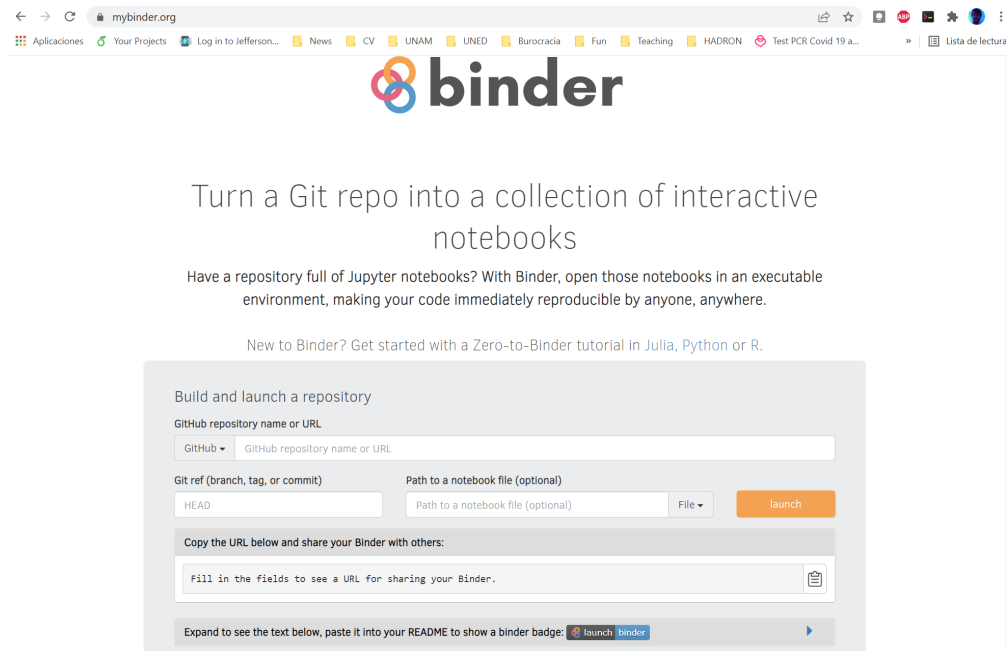 mybinder.org
ABP
Aplicaciones Your Projects Log in to Jefferson... News CV UNAM UNED Burocracia Fun Teaching HADRON Test PCR Covid 19 a... » Lista de lectura
binder
Turn a Git repo into a collection of interactive
notebooks
Have a repository full of Jupyter notebooks? With Binder, open those notebooks in an executable
environment, making your code immediately reproducible by anyone, anywhere.
New to Binder? Get started with a Zero-to-Binder tutorial in Julia, Python or R.
Build and launch a repository
GitHub repository name or URL
GitHub GitHub repository name or URL
Git ref (branch, tag, or commit) Path to a notebook file (optional)
HEAD Path to a notebook file (optional) File launch
Copy the URL below and share your Binder with others:
Fill in the fields to see a URL for sharing your Binder.
Expand to see the text below, paste it into your README to show a binder badge: launch binder